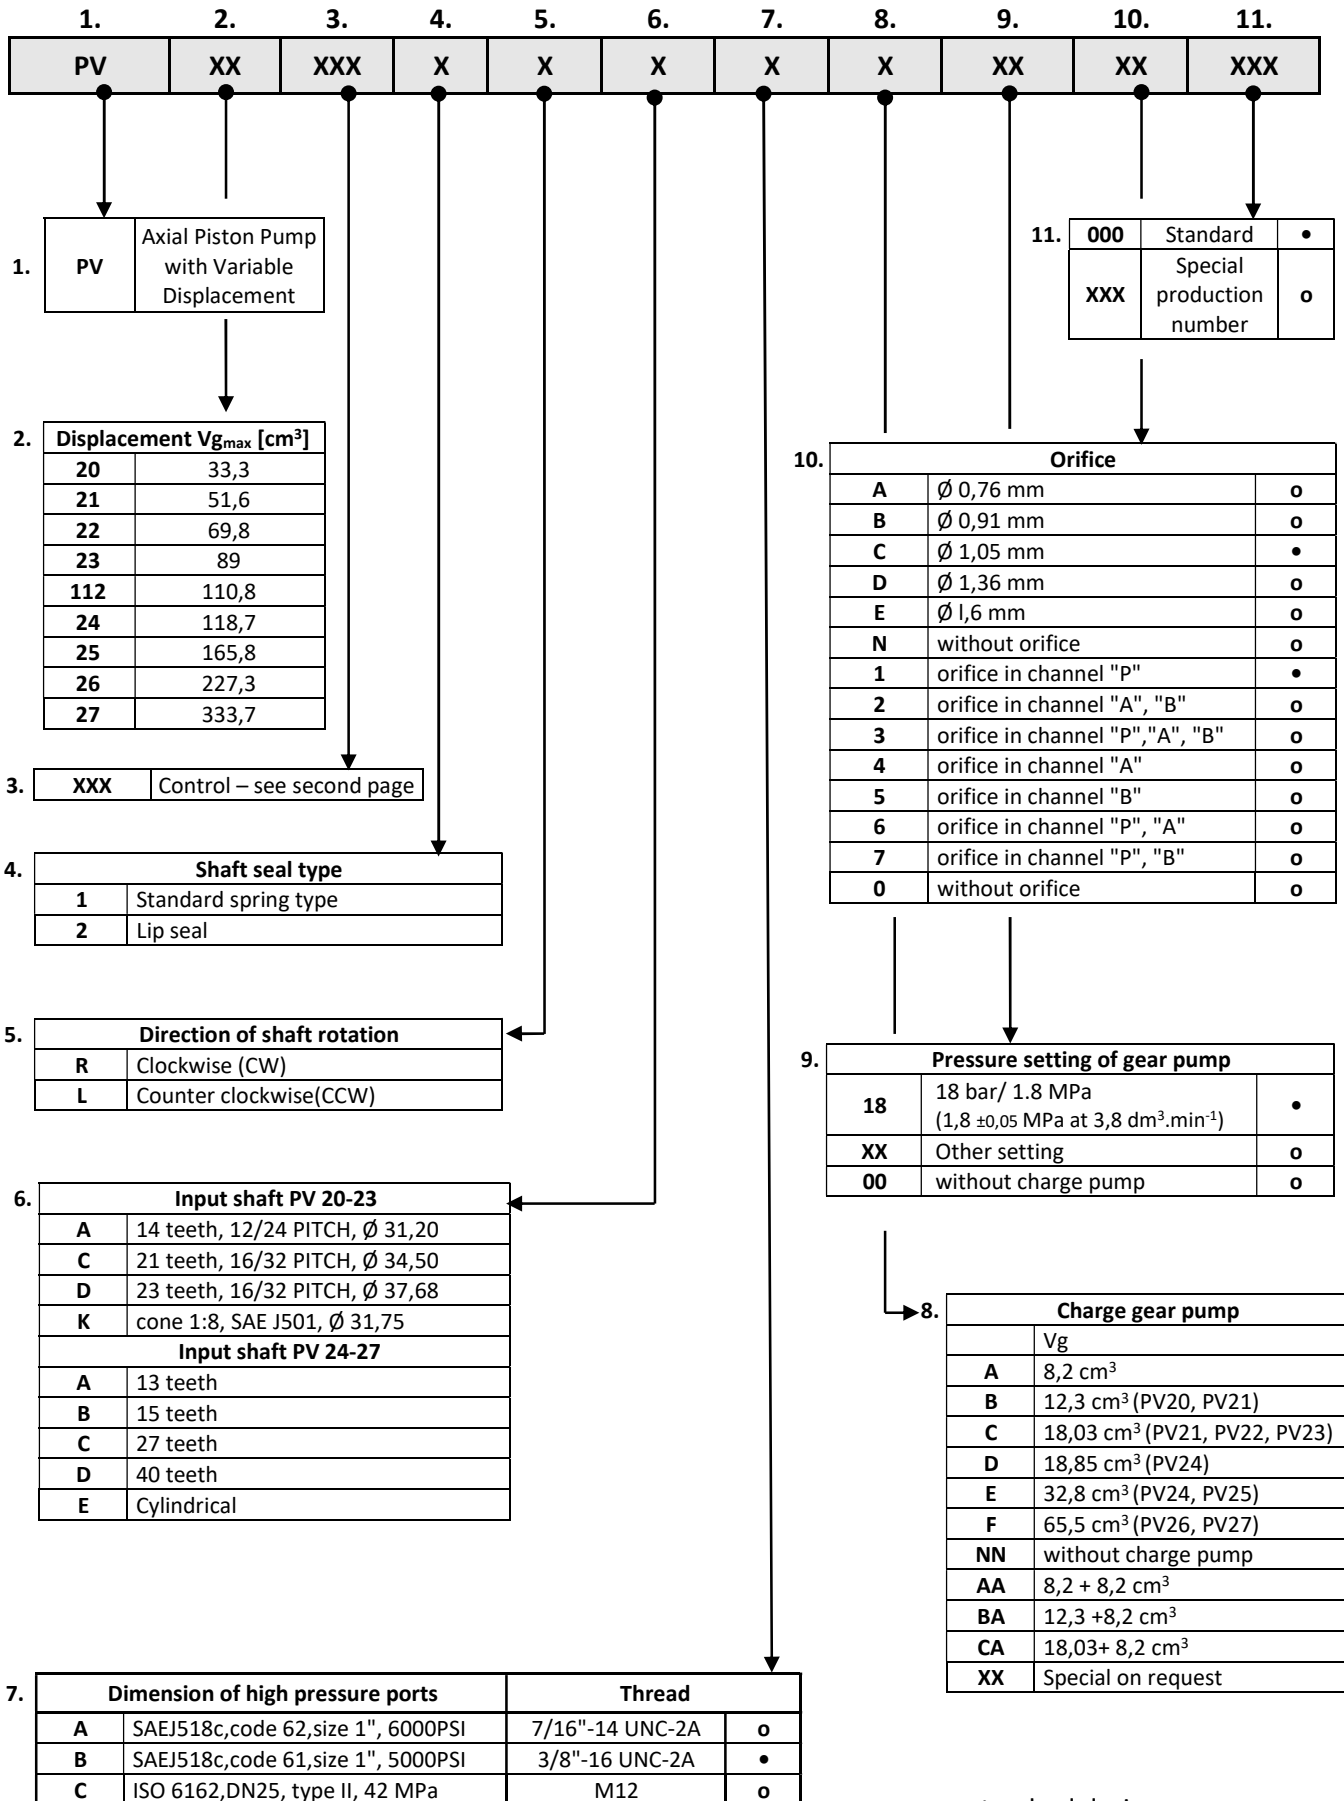 1. 2. 3. 4. 5. 6. 7. 8. 9. 10. 11.
PV XX XXX X X X X X XX XX XXX
1. PV Axial Piston Pump
with Variable
Displacement
11. 000 Standard •
XXX Special
production
number o
2. Displacement Vgmax [cm³]
20 33,3
21 51,6
22 69,8
23 89
112 110,8
24 118,7
25 165,8
26 227,3
27 333,7
3. XXX Control – see second page
4. Shaft seal type
1 Standard spring type
2 Lip seal
5. Direction of shaft rotation
R Clockwise (CW)
L Counter clockwise(CCW)
6. Input shaft PV 20-23
A 14 teeth, 12/24 PITCH, Ø 31,20
C 21 teeth, 16/32 PITCH, Ø 34,50
D 23 teeth, 16/32 PITCH, Ø 37,68
K cone 1:8, SAE J501, Ø 31,75
Input shaft PV 24-27
A 13 teeth
B 15 teeth
C 27 teeth
D 40 teeth
E Cylindrical
7. Dimension of high pressure ports Thread
A SAEJ518c,code 62,size 1", 6000PSI 7/16"-14 UNC-2A o
B SAEJ518c,code 61,size 1", 5000PSI 3/8"-16 UNC-2A •
C ISO 6162,DN25, type II, 42 MPa M12 o
10. Orifice
A Ø 0,76 mm o
B Ø 0,91 mm o
C Ø 1,05 mm •
D Ø 1,36 mm o
E Ø l,6 mm o
N without orifice o
1 orifice in channel "P" •
2 orifice in channel "A", "B" o
3 orifice in channel "P","A", "B" o
4 orifice in channel "A" o
5 orifice in channel "B" o
6 orifice in channel "P", "A" o
7 orifice in channel "P", "B" o
0 without orifice o
9. Pressure setting of gear pump
18 18 bar/ 1.8 MPa
(1,8 ±0,05 MPa at 3,8 dm³.min⁻¹) •
XX Other setting o
00 without charge pump o
8. Charge gear pump
Vg
A 8,2 cm³
B 12,3 cm³ (PV20, PV21)
C 18,03 cm³ (PV21, PV22, PV23)
D 18,85 cm³ (PV24)
E 32,8 cm³ (PV24, PV25)
F 65,5 cm³ (PV26, PV27)
NN without charge pump
AA 8,2 + 8,2 cm³
BA 12,3 +8,2 cm³
CA 18,03+ 8,2 cm³
XX Special on request